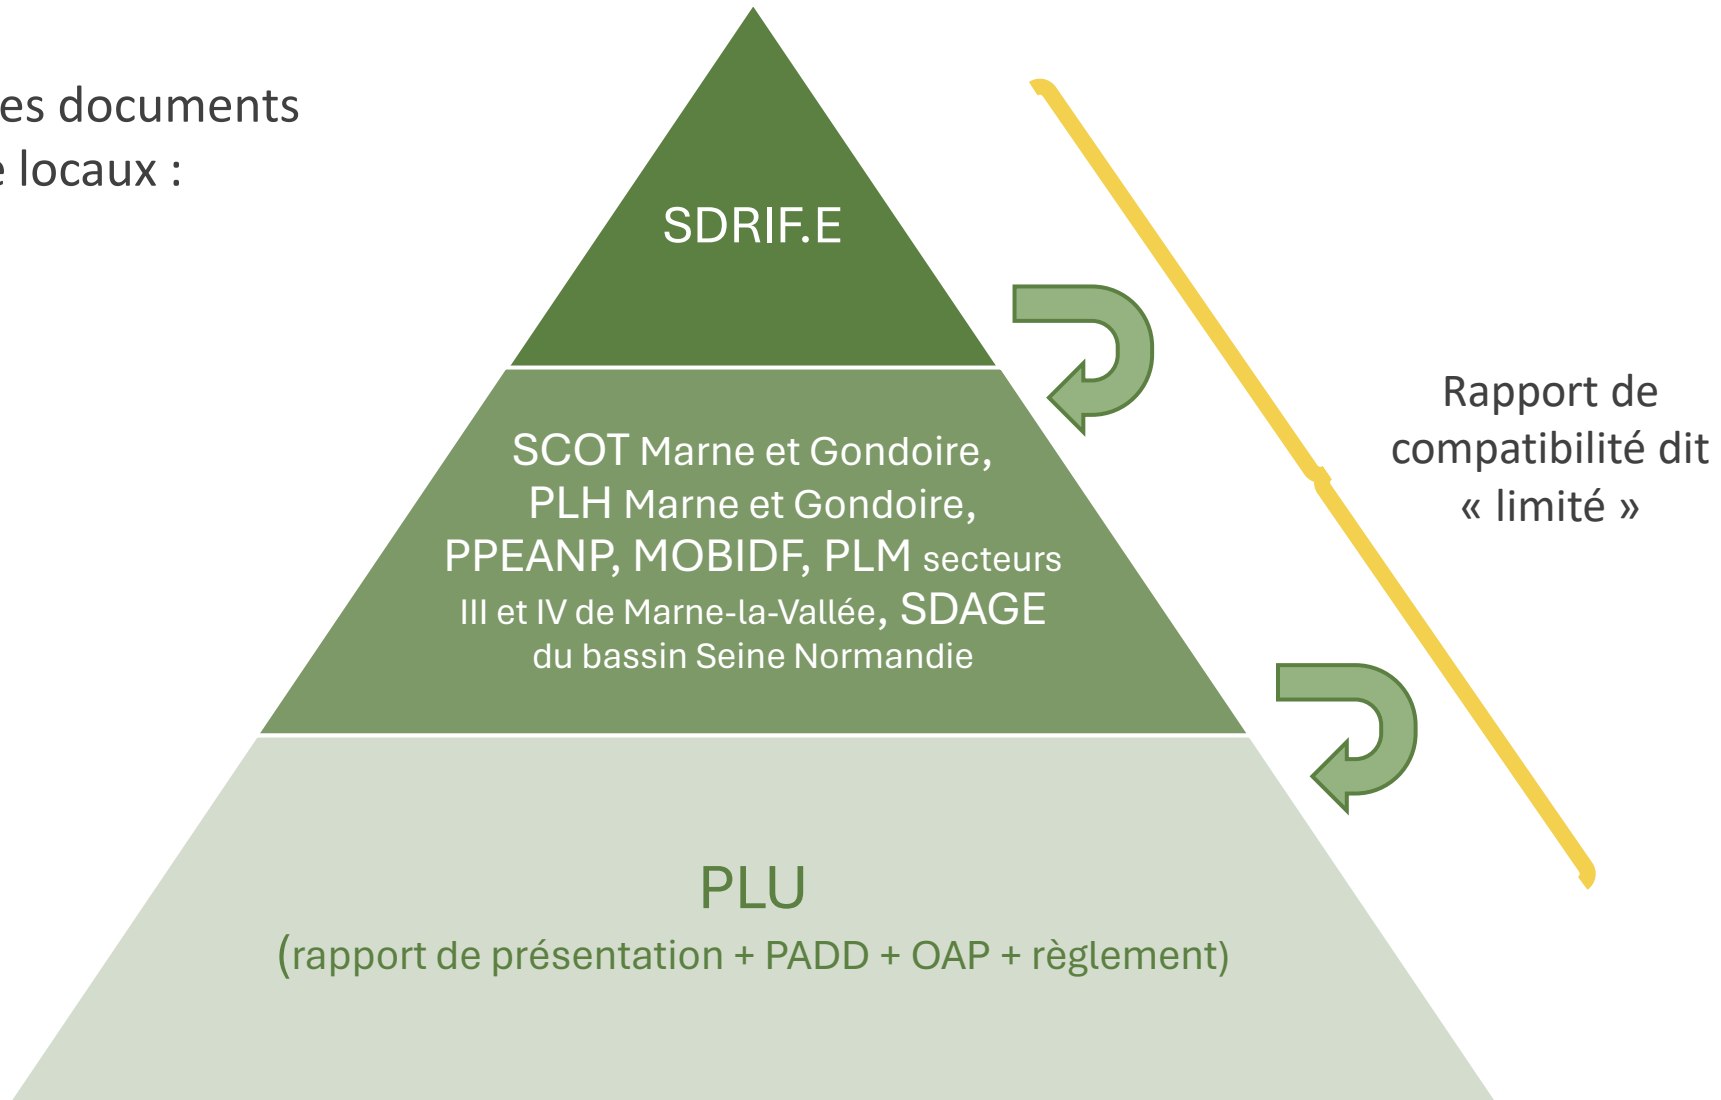 es documents
locaux :
SDRIF.E
SCOT Marne et Gondoire,
PLH Marne et Gondoire,
PPEANP, MOBIDF, PLM secteurs
III et IV de Marne-la-Vallée, SDAGE
du bassin Seine Normandie
Rapport de
compatibilité dit
« limité »
PLU
(rapport de présentation + PADD + OAP + règlement)